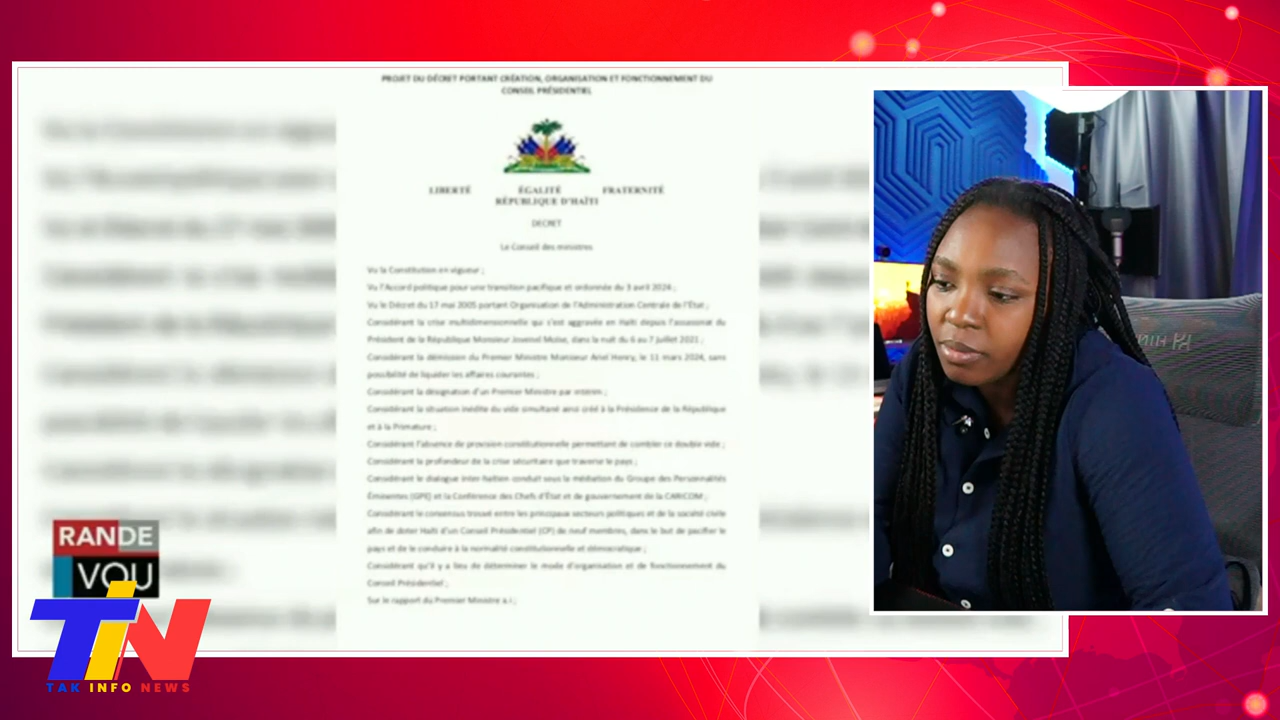 PROJET DU DÉCRET PORTANT CRÉATION, ORGANISATION ET FONCTIONNEMENT DU
CONSEIL PRÉSIDENTIEL
LIBERTÉ ÉGALITÉ FRATERNITÉ
RÉPUBLIQUE D'HAÏTI
DECRET
Le Conseil des ministres
Vu la Constitution en vigueur ;
Vu l'Accord politique pour une transition pacifique et ordonnée du 3 avril 2024 ;
Vu le Décret du 17 mai 2005 portant Organisation de l'Administration Centrale de l'État ;
Considérant la crise multidimensionnelle qui s'est aggravée en Haïti depuis l'assassinat du
Président de la République Monsieur Jovenel Moïse, dans la nuit du 6 au 7 juillet 2021 ;
Considérant la démission du Premier Ministre Monsieur Ariel Henry, le 11 mars 2024, sans
possibilité de liquider les affaires courantes ;
Considérant la désignation d'un Premier Ministre par intérim ;
Considérant la situation inédite du vide simultané ainsi créé à la Présidence de la République
et à la Primature ;
Considérant l'absence de provision constitutionnelle permettant de combler ce double vide ;
Considérant la profondeur de la crise sécuritaire que traverse le pays ;
Considérant le dialogue inter-haïtien conduit sous la médiation du Groupe des Personnalités
Éminentes (GPE) et la Conférence des Chefs d'État et de gouvernement de la CARICOM ;
Considérant le consensus trouvé entre les principaux secteurs politiques et de la société civile
afin de doter Haïti d'un Conseil Présidentiel (CP) de neuf membres, dans le but de pacifier le
pays et de le conduire à la normalité constitutionnelle et démocratique ;
Considérant qu'il y a lieu de déterminer le mode d'organisation et de fonctionnement du
Conseil Présidentiel ;
Sur le rapport du Premier Ministre a.i ;
RANDE
VOU
TIN
TAK INFO NEWS